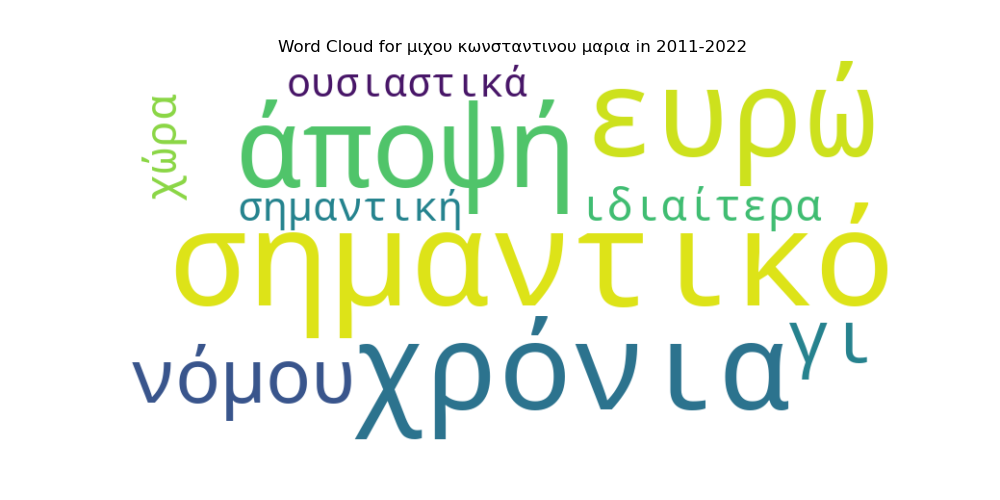 Word Cloud for μιχου κωνσταντινου μαρια in 2011-2022
ουσιαστικά
χώρα
άποψή
ευρώ
σημαντική
ιδιαίτερα
σημαντικό
νόμου
χρόνια
γι